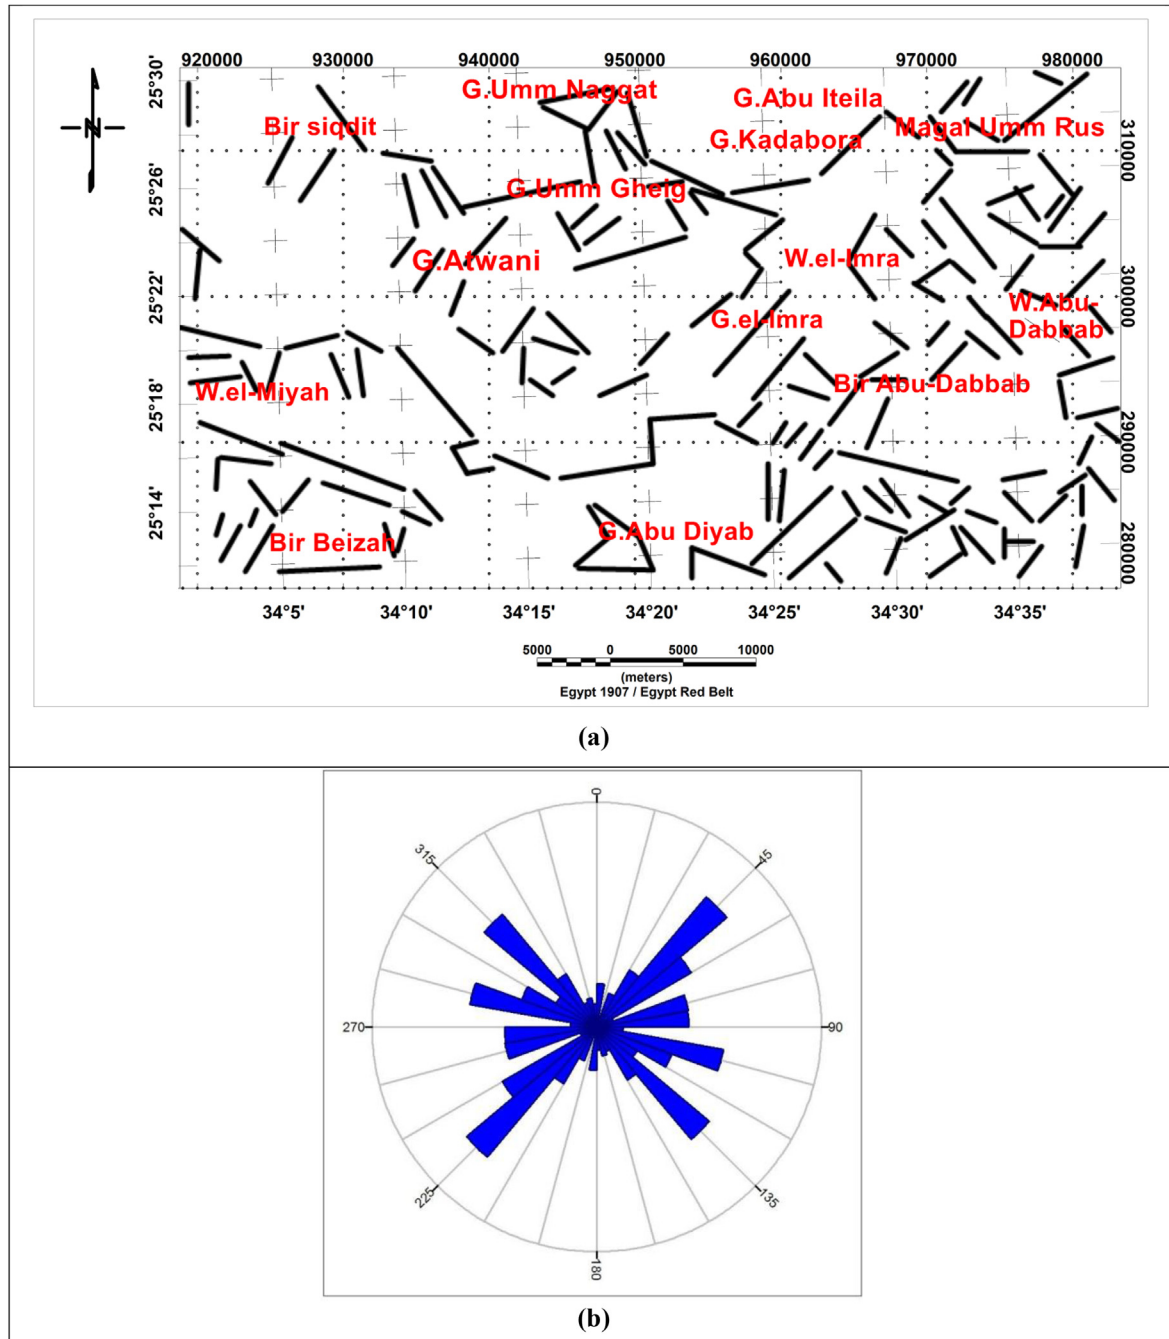 920000 930000 940000 950000 960000 9770000 980000
25°30'
G.Umm Naggat
G.Abu Iteila
Bir siqdit
G.Kadabora
Magal Umm Rus
310000
N
25°26'
G.Umm Gheig
G.Atwani
W.el-Imra
25°22'
300000
W.Abu-
Dabbab
G.el-Imra
W.el-Miyah
Bir Abu-Dabbab
25°18'
290000
25°14'
G.Abu Diyab
Bir Beizah
280000
34°5' 34°10' 34°15' 34°20' 34°25' 34°30' 34°35'
5000 0 5000 10000
(meters)
Egypt 1907 / Egypt Red Belt
(a)
0
315
45
270
90
225
135
180
(b)